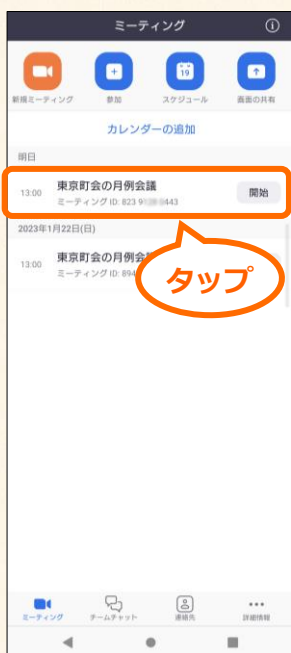 ミーティング
新規ミーティング
参加
19
スケジュール
画面の共有
カレンダーの追加
明日
13:00
東京町会の月例会議
ミーティング ID: 823 9 443
開始
2023年1月22日(日)
13:00
東京町会の月例会
ミーティング ID: 894
タップ
ミーティング
チームチャット
連絡先
詳細情報